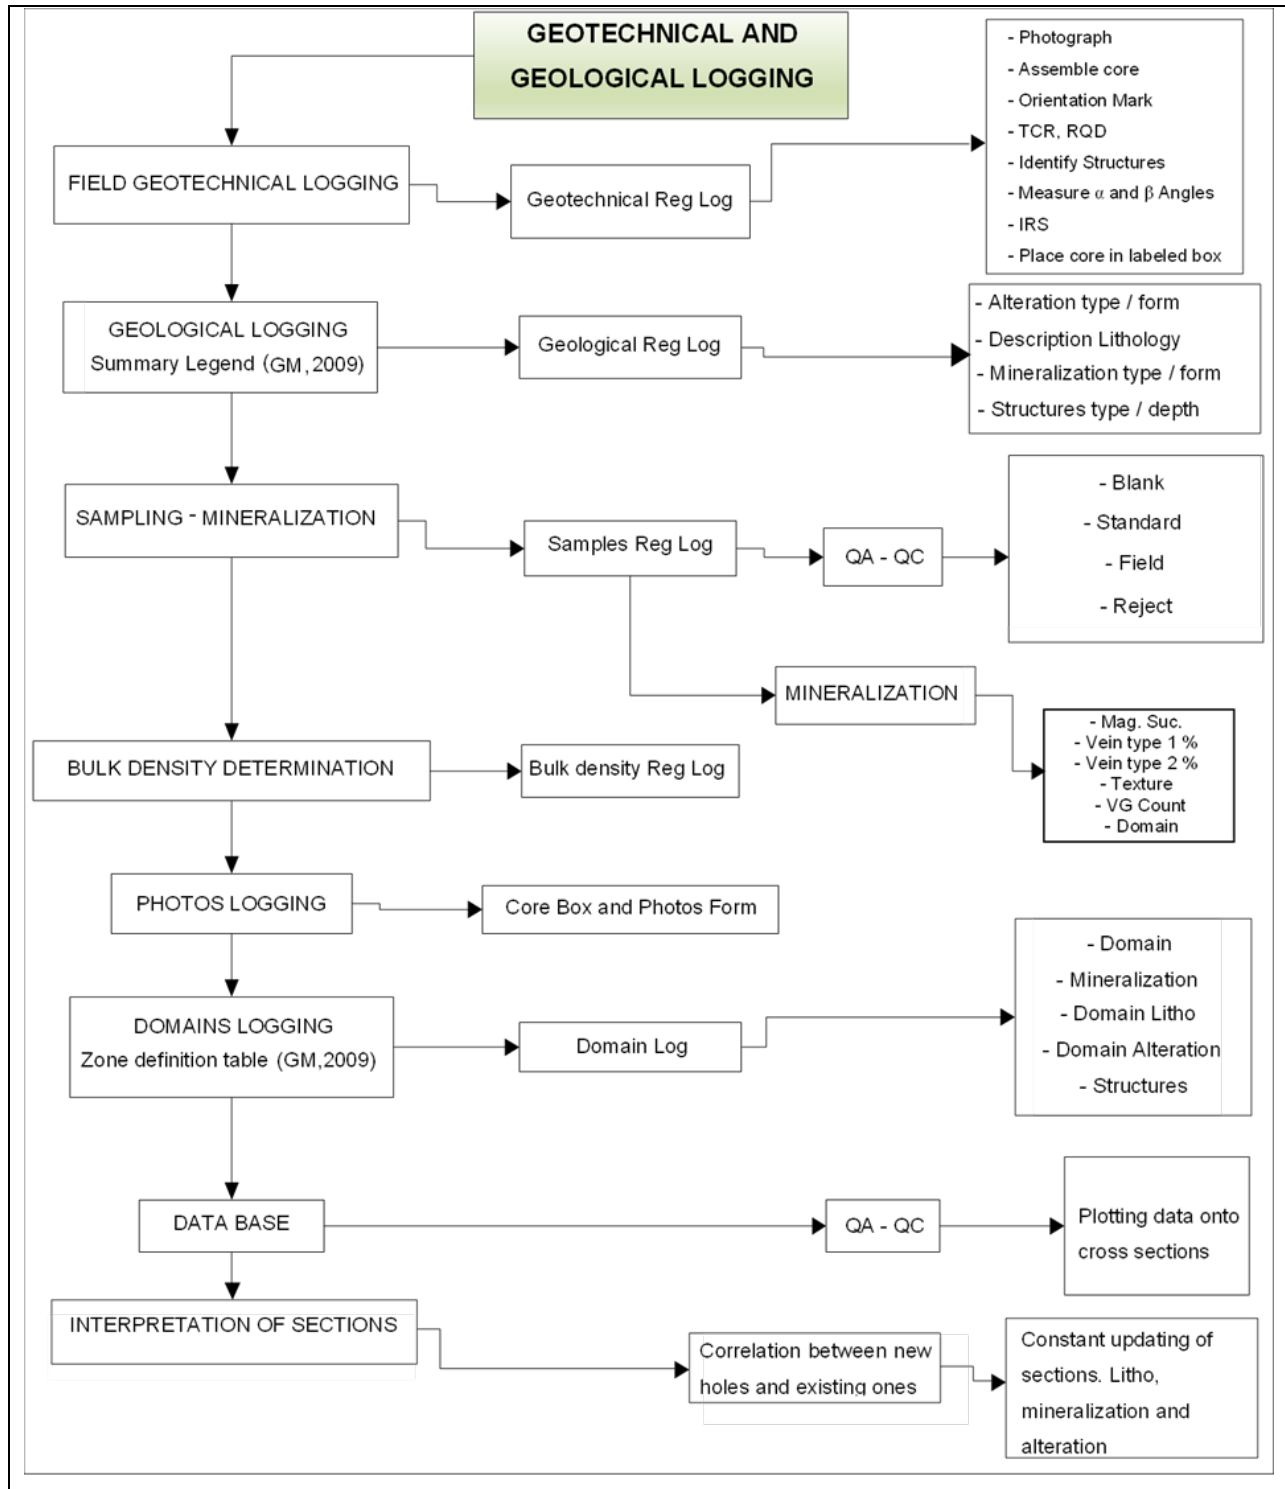 GEOTECHNICAL AND
GEOLOGICAL LOGGING
- Photograph
- Assemble core
- Orientation Mark
- TCR, RQD
- Identify Structures
- Measure α and β Angles
- IRS
- Place core in labeled box
FIELD GEOTECHNICAL LOGGING
Geotechnical Reg Log
GEOLOGICAL LOGGING
Summary Legend (GM,2009)
Geological Reg Log
- Alteration type / form
- Description Lithology
- Mineralization type / form
- Structures type / depth
SAMPLING - MINERALIZATION
Samples Reg Log
QA - QC
- Blank
- Standard
- Field
- Reject
MINERALIZATION
- Mag. Suc.
- Vein type 1 %
- Vein type 2 %
- Texture
- VG Count
- Domain
BULK DENSITY DETERMINATION
Bulk density Reg Log
PHOTOS LOGGING
Core Box and Photos Form
DOMAINS LOGGING
Zone definition table (GM,2009)
Domain Log
- Domain
- Mineralization
- Domain Litho
- Domain Alteration
- Structures
DATA BASE
QA - QC
Plotting data onto
cross sections
INTERPRETATION OF SECTIONS
Correlation between new
holes and existing ones
Constant updating of
sections. Litho,
mineralization and
alteration